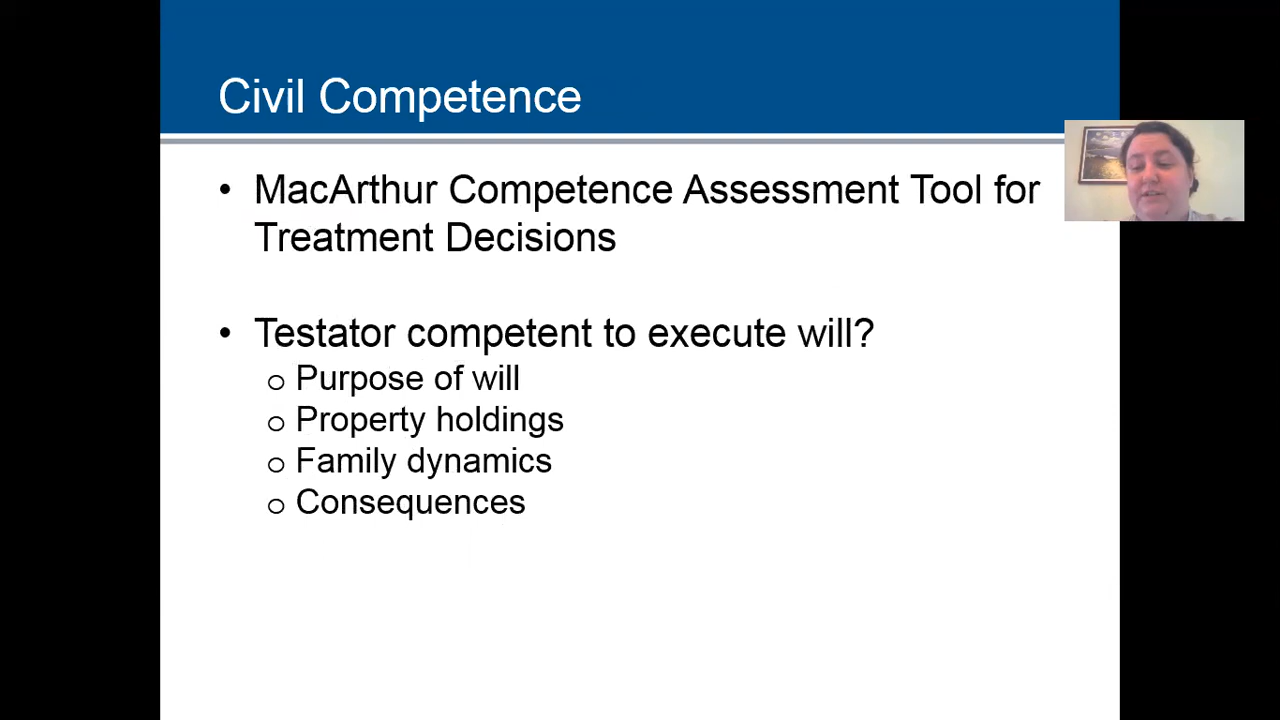 Civil Competence
• MacArthur Competence Assessment Tool for
Treatment Decisions
• Testator competent to execute will?
o Purpose of will
o Property holdings
o Family dynamics
o Consequences